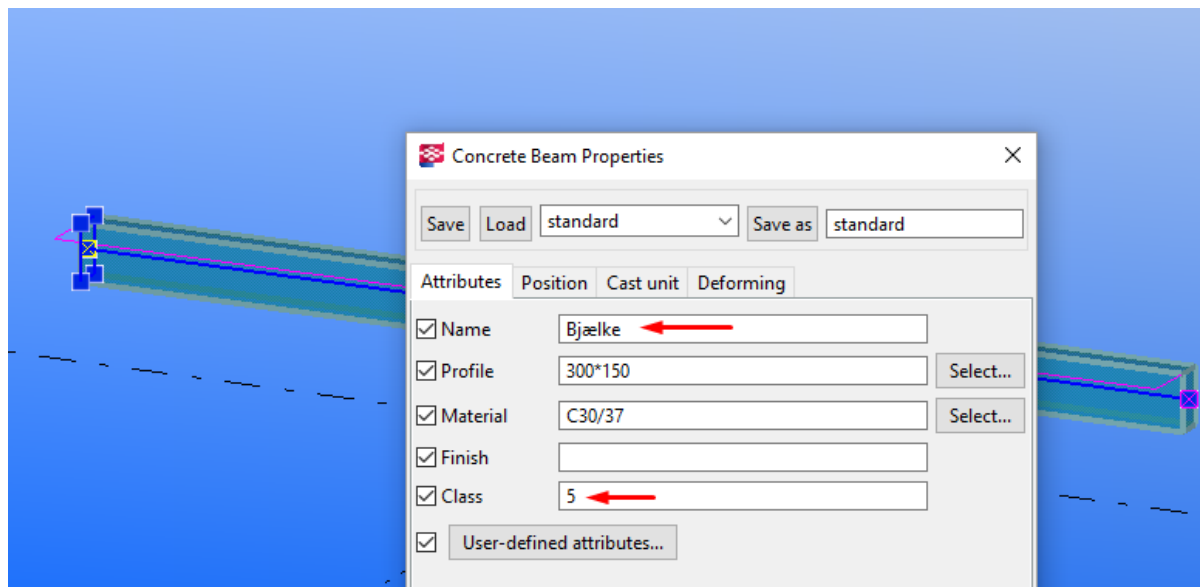 Concrete Beam Properties
Save Load standard Save as standard
Attributes Position Cast unit Deforming
Name Bjælke
Profile 300*150 Select...
Material C30/37 Select...
Finish
Class 5
User-defined attributes...